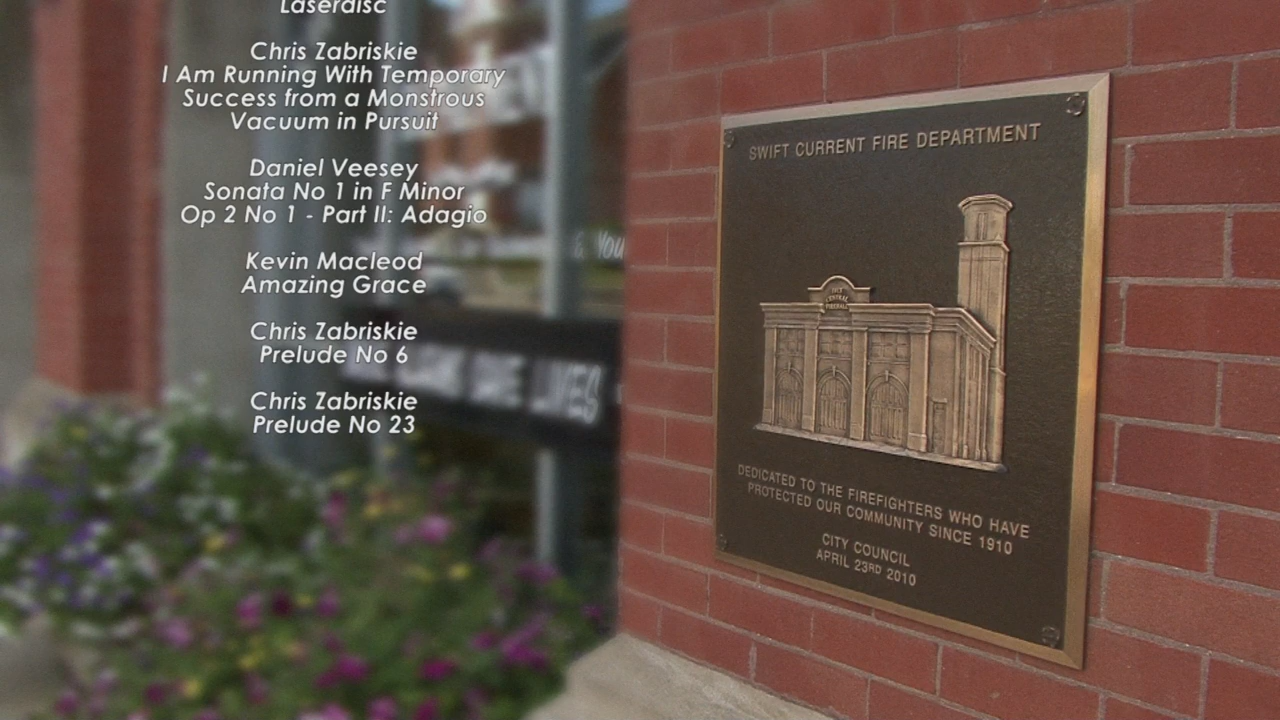 Laserdisc
Chris Zabriskie
I Am Running With Temporary
Success from a Monstrous
Vacuum in Pursuit
Daniel Veesey
Sonata No 1 in F Minor
Op 2 No 1 - Part II: Adagio
Kevin Macleod
Amazing Grace
Chris Zabriskie
Prelude No 6
Chris Zabriskie
Prelude No 23
SWIFT CURRENT FIRE DEPARTMENT
DEDICATED TO THE FIREFIGHTERS WHO HAVE
PROTECTED OUR COMMUNITY SINCE 1910
CITY COUNCIL
APRIL 23RD 2010